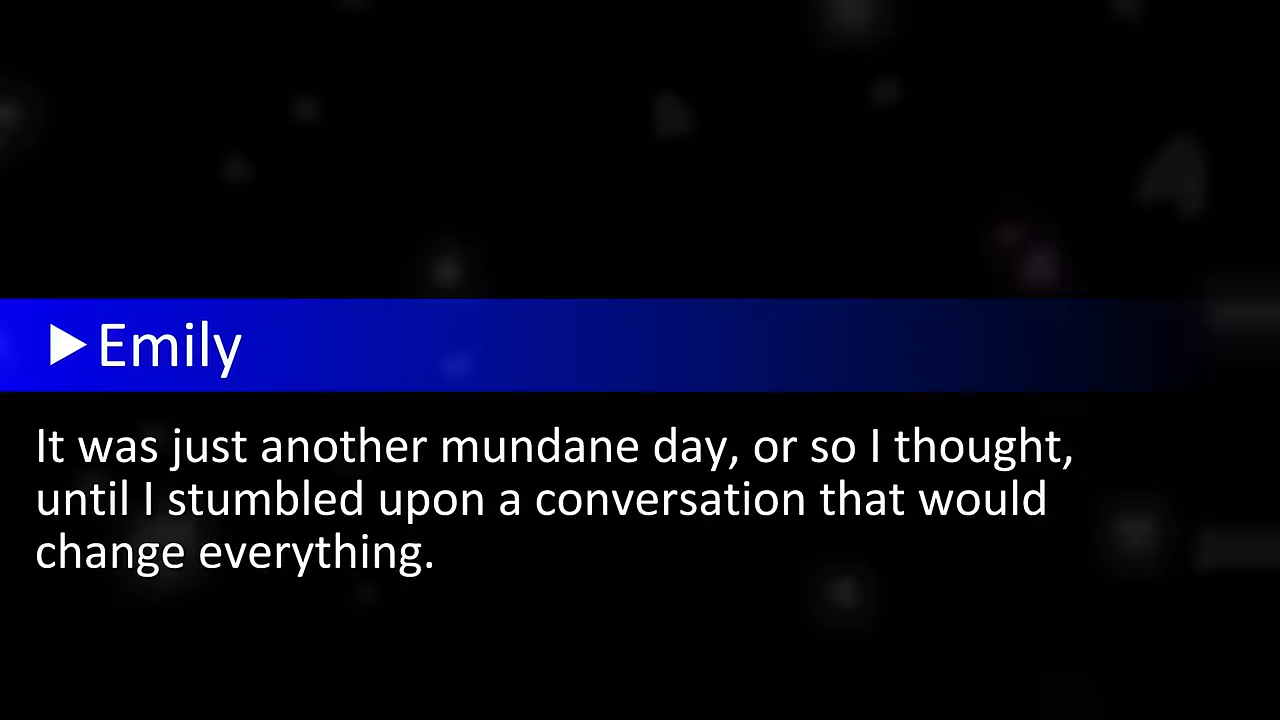 ▶Emily
It was just another mundane day, or so I thought,
until I stumbled upon a conversation that would
change everything.